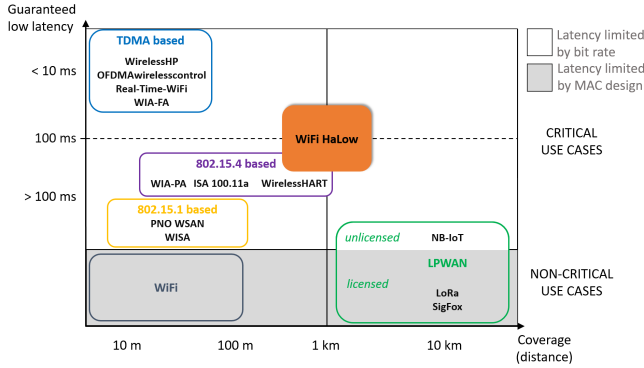 Guaranteed
low latency
TDMA based
WirelessHP
OFDMAwirelesscontrol
Real-Time-WiFi
WIA-FA
< 10 ms
Latency limited
by bit rate
Latency limited
by MAC design
100 ms
WiFi HaLow
CRITICAL
USE CASES
802.15.4 based
WIA-PA ISA 100.11a WirelessHART
> 100 ms
802.15.1 based
PNO WSAN
WISA
unlicensed NB-IoT
LPWAN
licensed
LoRa
SigFox
WiFi
NON-CRITICAL
USE CASES
10 m 100 m 1 km 10 km
Coverage
(distance)